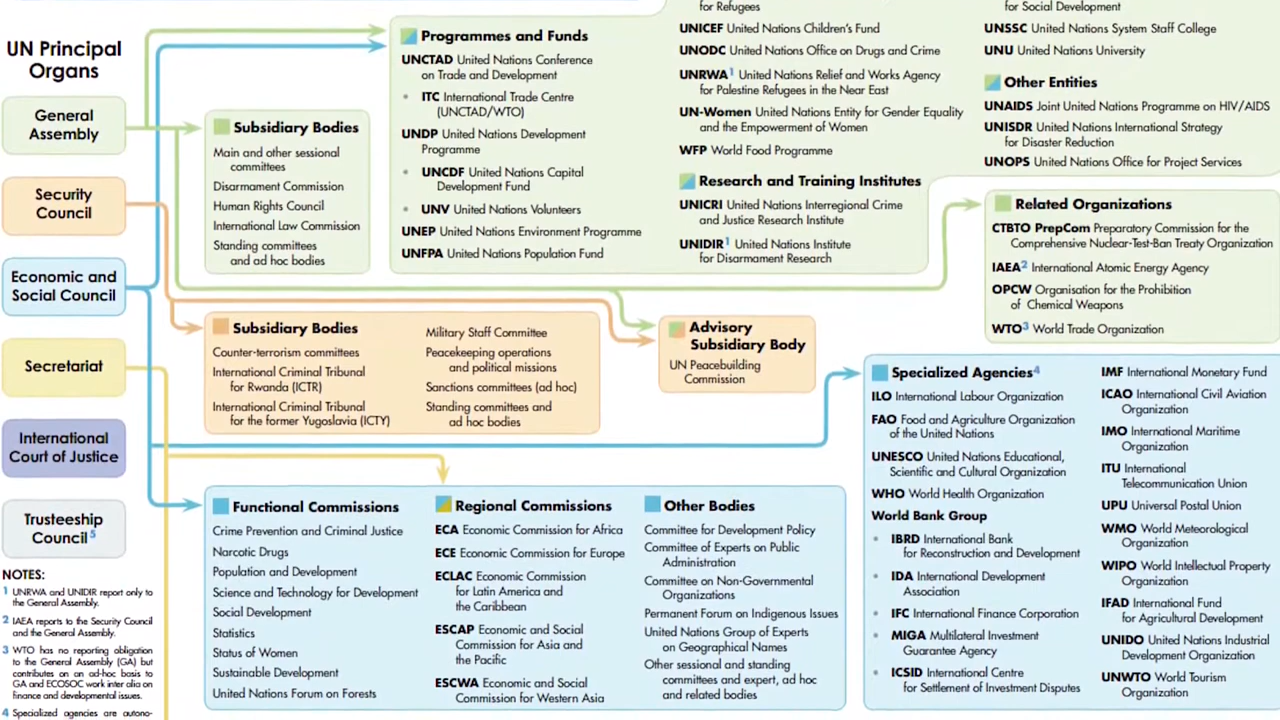 UN Principal
Organs
General
Assembly
Security
Council
Economic and
Social Council
Secretariat
International
Court of Justice
Trusteeship
Council5
NOTES:
1 UNRWA and UNIDIR report only to
the General Assembly.
2 IAEA reports to the Security Council
and the General Assembly.
3 WTO has no reporting obligation
to the General Assembly (GA) but
contributes on an ad-hoc basis to
GA and ECOSOC work inter alia on
finance and developmental issues.
4 Specialized agencies are autono-
Subsidiary Bodies
Main and other sessional
committees
Disarmament Commission
Human Rights Council
International Law Commission
Standing committees
and ad hoc bodies
Programmes and Funds
UNCTAD United Nations Conference
on Trade and Development
• ITC International Trade Centre
(UNCTAD/WTO)
UNDP United Nations Development
Programme
• UNCDF United Nations Capital
Development Fund
• UNV United Nations Volunteers
UNEP United Nations Environment Programme
UNFPA United Nations Population Fund
for Refugees
UNICEF United Nations Children's Fund
UNODC United Nations Office on Drugs and Crime
UNRWA1 United Nations Relief and Works Agency
for Palestine Refugees in the Near East
UN-Women United Nations Entity for Gender Equality
and the Empowerment of Women
WFP World Food Programme
Research and Training Institutes
UNICRI United Nations Interregional Crime
and Justice Research Institute
UNIDIR1 United Nations Institute
for Disarmament Research
for Social Development
UNSSC United Nations System Staff College
UNU United Nations University
Other Entities
UNAIDS Joint United Nations Programme on HIV/AIDS
UNISDR United Nations International Strategy
for Disaster Reduction
UNOPS United Nations Office for Project Services
Related Organizations
CTBTO PrepCom Preparatory Commission for the
Comprehensive Nuclear-Test-Ban Treaty Organization
IAEA2 International Atomic Energy Agency
OPCW Organisation for the Prohibition
of Chemical Weapons
WTO3 World Trade Organization
Subsidiary Bodies
Counter-terrorism committees
International Criminal Tribunal
for Rwanda (ICTR)
International Criminal Tribunal
for the former Yugoslavia (ICTY)
Military Staff Committee
Peacekeeping operations
and political missions
Sanctions committees (ad hoc)
Standing committees and
ad hoc bodies
Advisory
Subsidiary Body
UN Peacebuilding
Commission
Functional Commissions
Crime Prevention and Criminal Justice
Narcotic Drugs
Population and Development
Science and Technology for Development
Social Development
Statistics
Status of Women
Sustainable Development
United Nations Forum on Forests
Regional Commissions
ECA Economic Commission for Africa
ECE Economic Commission for Europe
ECLAC Economic Commission
for Latin America and
the Caribbean
ESCAP Economic and Social
Commission for Asia and
the Pacific
ESCWA Economic and Social
Commission for Western Asia
Other Bodies
Committee for Development Policy
Committee of Experts on Public
Administration
Committee on Non-Governmental
Organizations
Permanent Forum on Indigenous Issues
United Nations Group of Experts
on Geographical Names
Other sessional and standing
committees and expert, ad hoc
and related bodies
Specialized Agencies4
ILO International Labour Organization
FAO Food and Agriculture Organization
of the United Nations
UNESCO United Nations Educational,
Scientific and Cultural Organization
WHO World Health Organization
World Bank Group
• IBRD International Bank
for Reconstruction and Development
• IDA International Development
Association
• IFC International Finance Corporation
• MIGA Multilateral Investment
Guarantee Agency
• ICSID International Centre
for Settlement of Investment Disputes
IMF International Monetary Fund
ICAO International Civil Aviation
Organization
IMO International Maritime
Organization
ITU International
Telecommunication Union
UPU Universal Postal Union
WMO World Meteorological
Organization
WIPO World Intellectual Property
Organization
IFAD International Fund
for Agricultural Development
UNIDO United Nations Industrial
Development Organization
UNWTO World Tourism
Organization